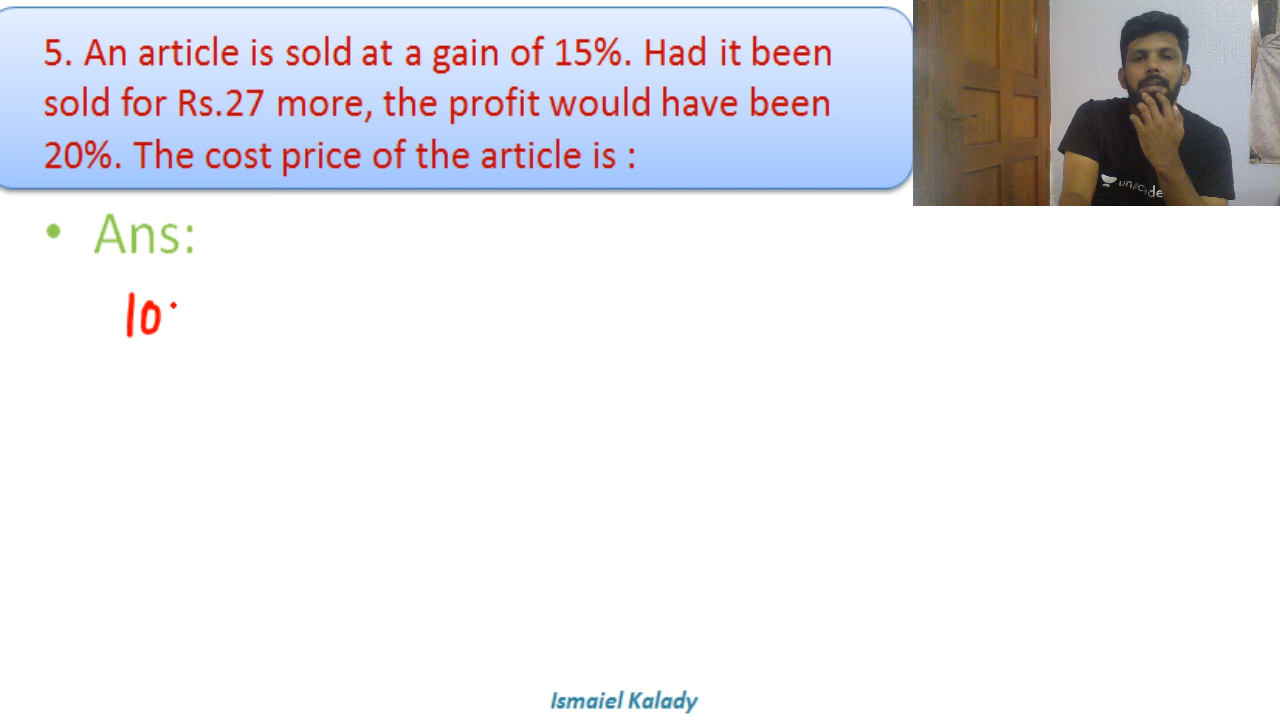 5. An article is sold at a gain of 15%. Had it been
sold for Rs.27 more, the profit would have been
20%. The cost price of the article is :
• Ans:
10
Ismaiel Kalady